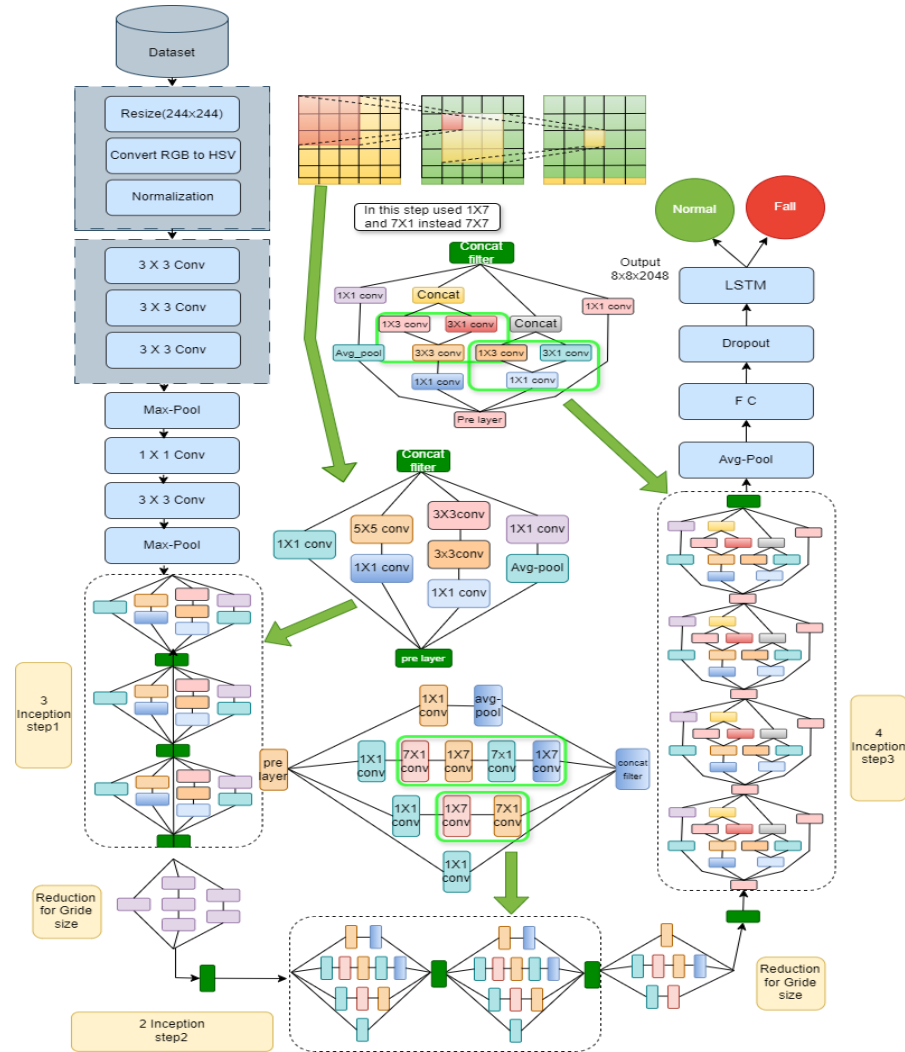 Dataset
Resize(244x244)
Convert RGB to HSV
Normalization
3 X 3 Conv
3 X 3 Conv
3 X 3 Conv
Max-Pool
1 X 1 Conv
3 X 3 Conv
Max-Pool
3
Inception
step1
Reduction
for Gride
size
2 Inception
step2
In this step used 1X7
and 7X1 instead 7X7
Concat
filter
1X1 conv
Concat
1X1 conv
1X3 conv
3X1 conv
Concat
Avg_pool
3X3 conv
1X3 conv
3X1 conv
1X1 conv
1X1 conv
Pre layer
Concat
fliter
1X1 conv
5X5 conv
1X1 conv
3X3conv
3x3conv
1X1 conv
1X1 conv
Avg-pool
pre layer
pre
layer
1X1
conv
avg-
pool
1X1
conv
7X1
conv
1X7
conv
7x1
conv
1X7
conv
1X1
conv
1X7
conv
7X1
conv
1X1
conv
concat
filter
Normal
Fall
Output
8x8x2048
LSTM
Dropout
F C
Avg-Pool
4
Inception
step3
Reduction
for Gride
size